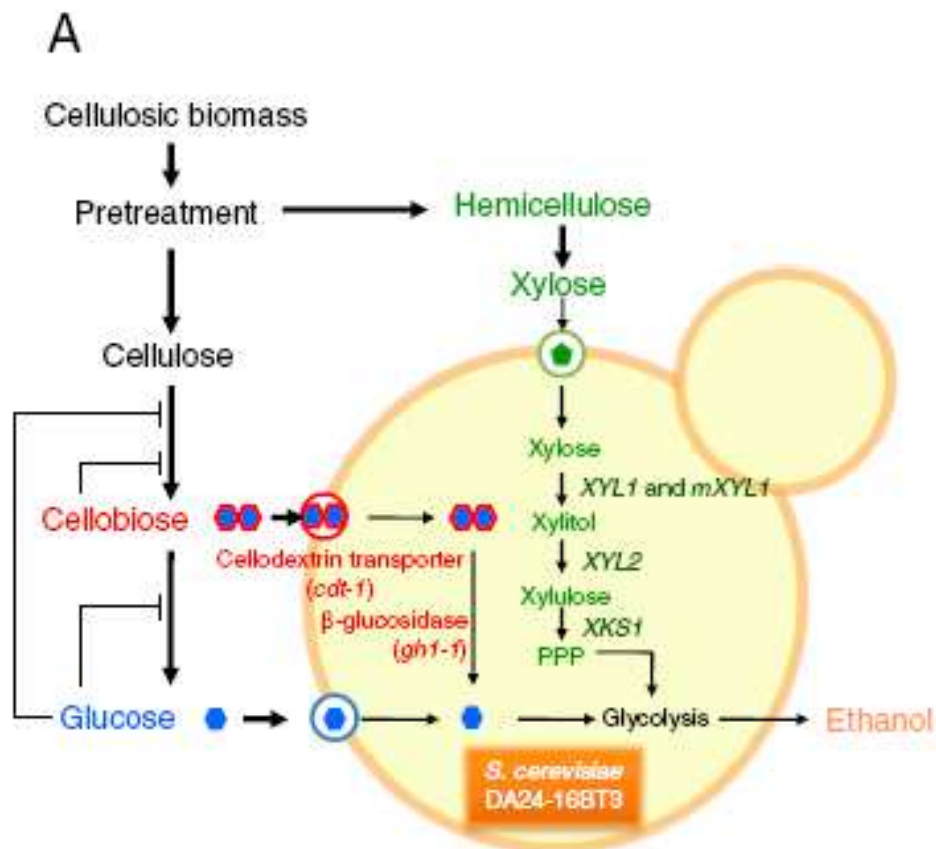 A
Cellulosic biomass
Pretreatment
Hemicellulose
Xylose
Cellulose
Xylose
XYL1 and mXYL1
Cellobiose
Xylitol
Cellodextrin transporter
(cdt-1)
XYL2
Xylulose
β-glucosidase
(gh1-1)
XKS1
PPP
Glucose
Glycolysis
Ethanol
S. cerevisiae
DA24-16BT3